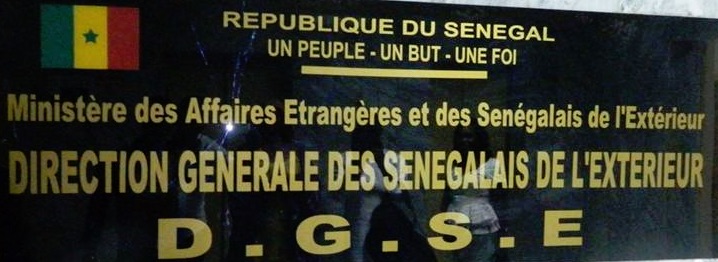 REPUBLIQUE DU SENEGAL
UN PEUPLE - UN BUT - UNE FOI
Ministère des Affaires Etrangères et des Senégalais de l'Extérieur
DIRECTION GENERALE DES SENEGALAIS DE L'EXTERIEUR
D . G . S . E